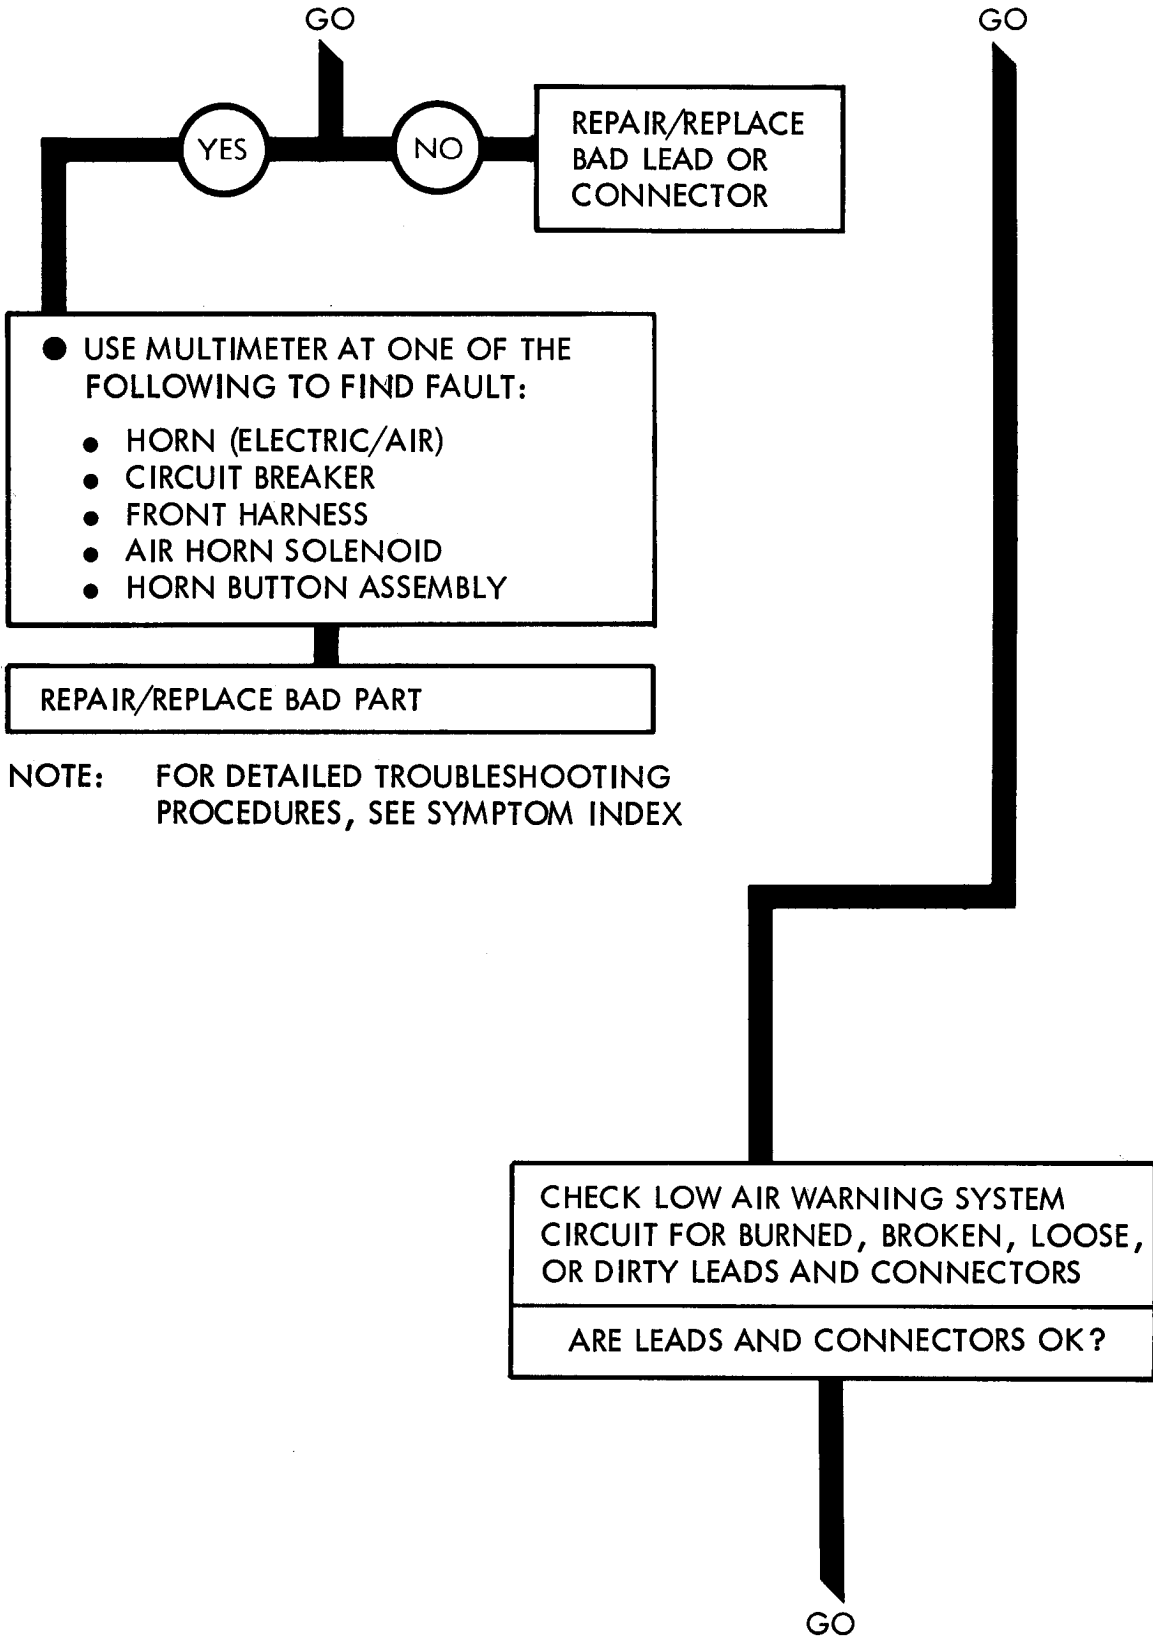 GO
GO
YES
NO
REPAIR/REPLACE
BAD LEAD OR
CONNECTOR
● USE MULTIMETER AT ONE OF THE
FOLLOWING TO FIND FAULT:
● HORN (ELECTRIC/AIR)
● CIRCUIT BREAKER
● FRONT HARNESS
● AIR HORN SOLENOID
● HORN BUTTON ASSEMBLY
REPAIR/REPLACE BAD PART
NOTE: FOR DETAILED TROUBLESHOOTING
PROCEDURES, SEE SYMPTOM INDEX
CHECK LOW AIR WARNING SYSTEM
CIRCUIT FOR BURNED, BROKEN, LOOSE,
OR DIRTY LEADS AND CONNECTORS
ARE LEADS AND CONNECTORS OK?
GO